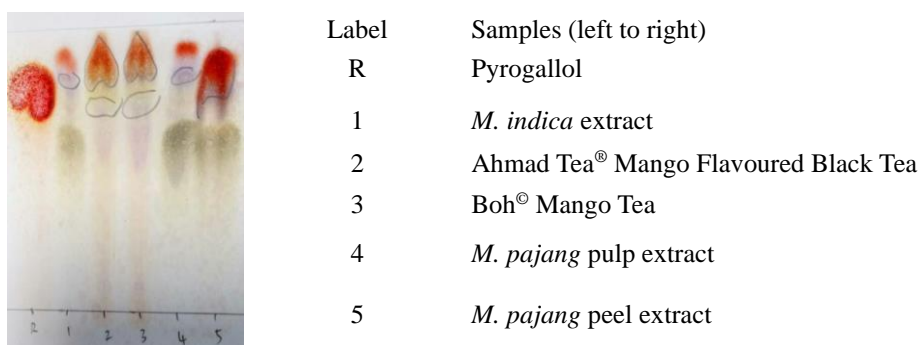 Label Samples (left to right)
R Pyrogallol
1 M. indica extract
2 Ahmad Tea® Mango Flavoured Black Tea
3 Boh© Mango Tea
4 M. pajang pulp extract
5 M. pajang peel extract
R 1 2 3 4 5